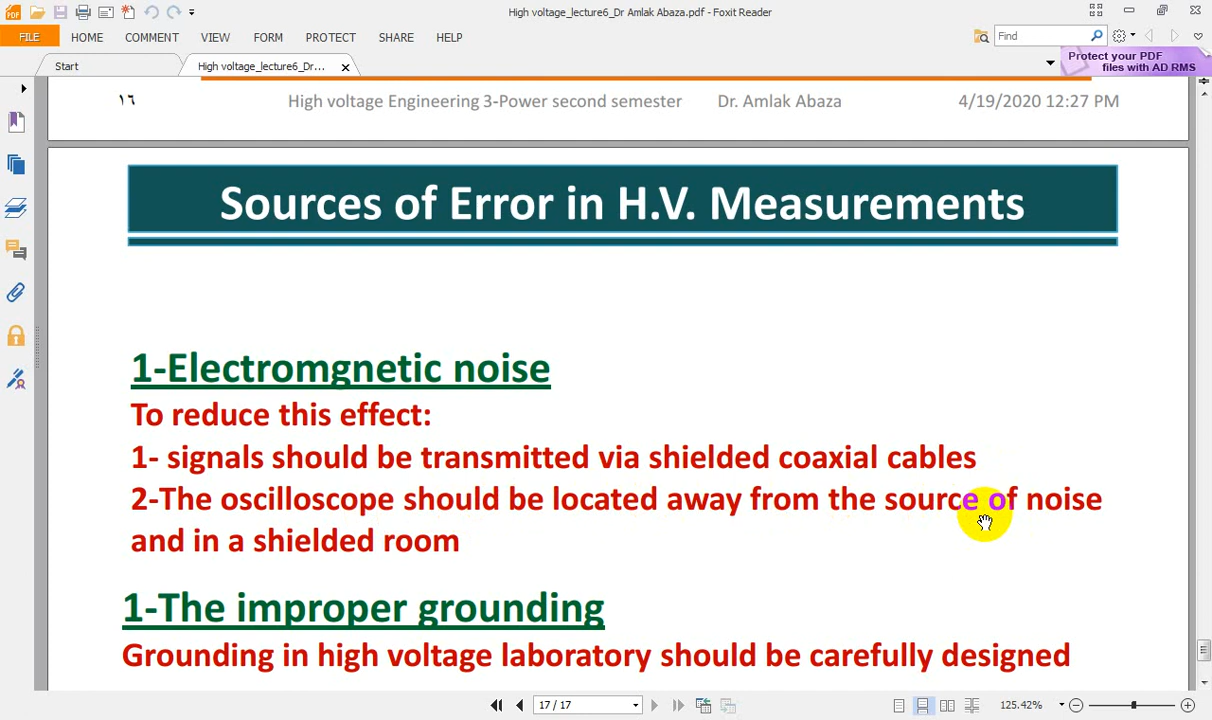 High voltage_lecture6_Dr Amlak Abaza.pdf - Foxit Reader
FILE HOME COMMENT VIEW FORM PROTECT SHARE HELP
Find
Start
High voltage_lecture6_Dr...
Protect your PDF
files with AD RMS
١٦ High voltage Engineering 3-Power second semester Dr. Amlak Abaza 4/19/2020 12:27 PM
Sources of Error in H.V. Measurements
1-Electromgnetic noise
To reduce this effect:
1- signals should be transmitted via shielded coaxial cables
2-The oscilloscope should be located away from the source of noise
and in a shielded room
1-The improper grounding
Grounding in high voltage laboratory should be carefully designed
17 / 17
125.42%